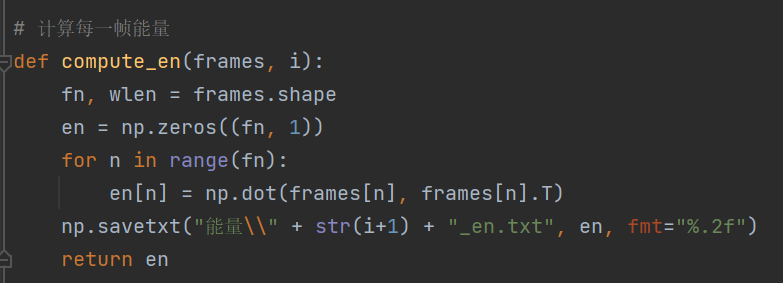 # 计算每一帧能量
def compute_en(frames, i):
    fn, wlen = frames.shape
    en = np.zeros((fn, 1))
    for n in range(fn):
        en[n] = np.dot(frames[n], frames[n].T)
    np.savetxt("能量\\" + str(i+1) + "_en.txt", en, fmt="%.2f")
    return en